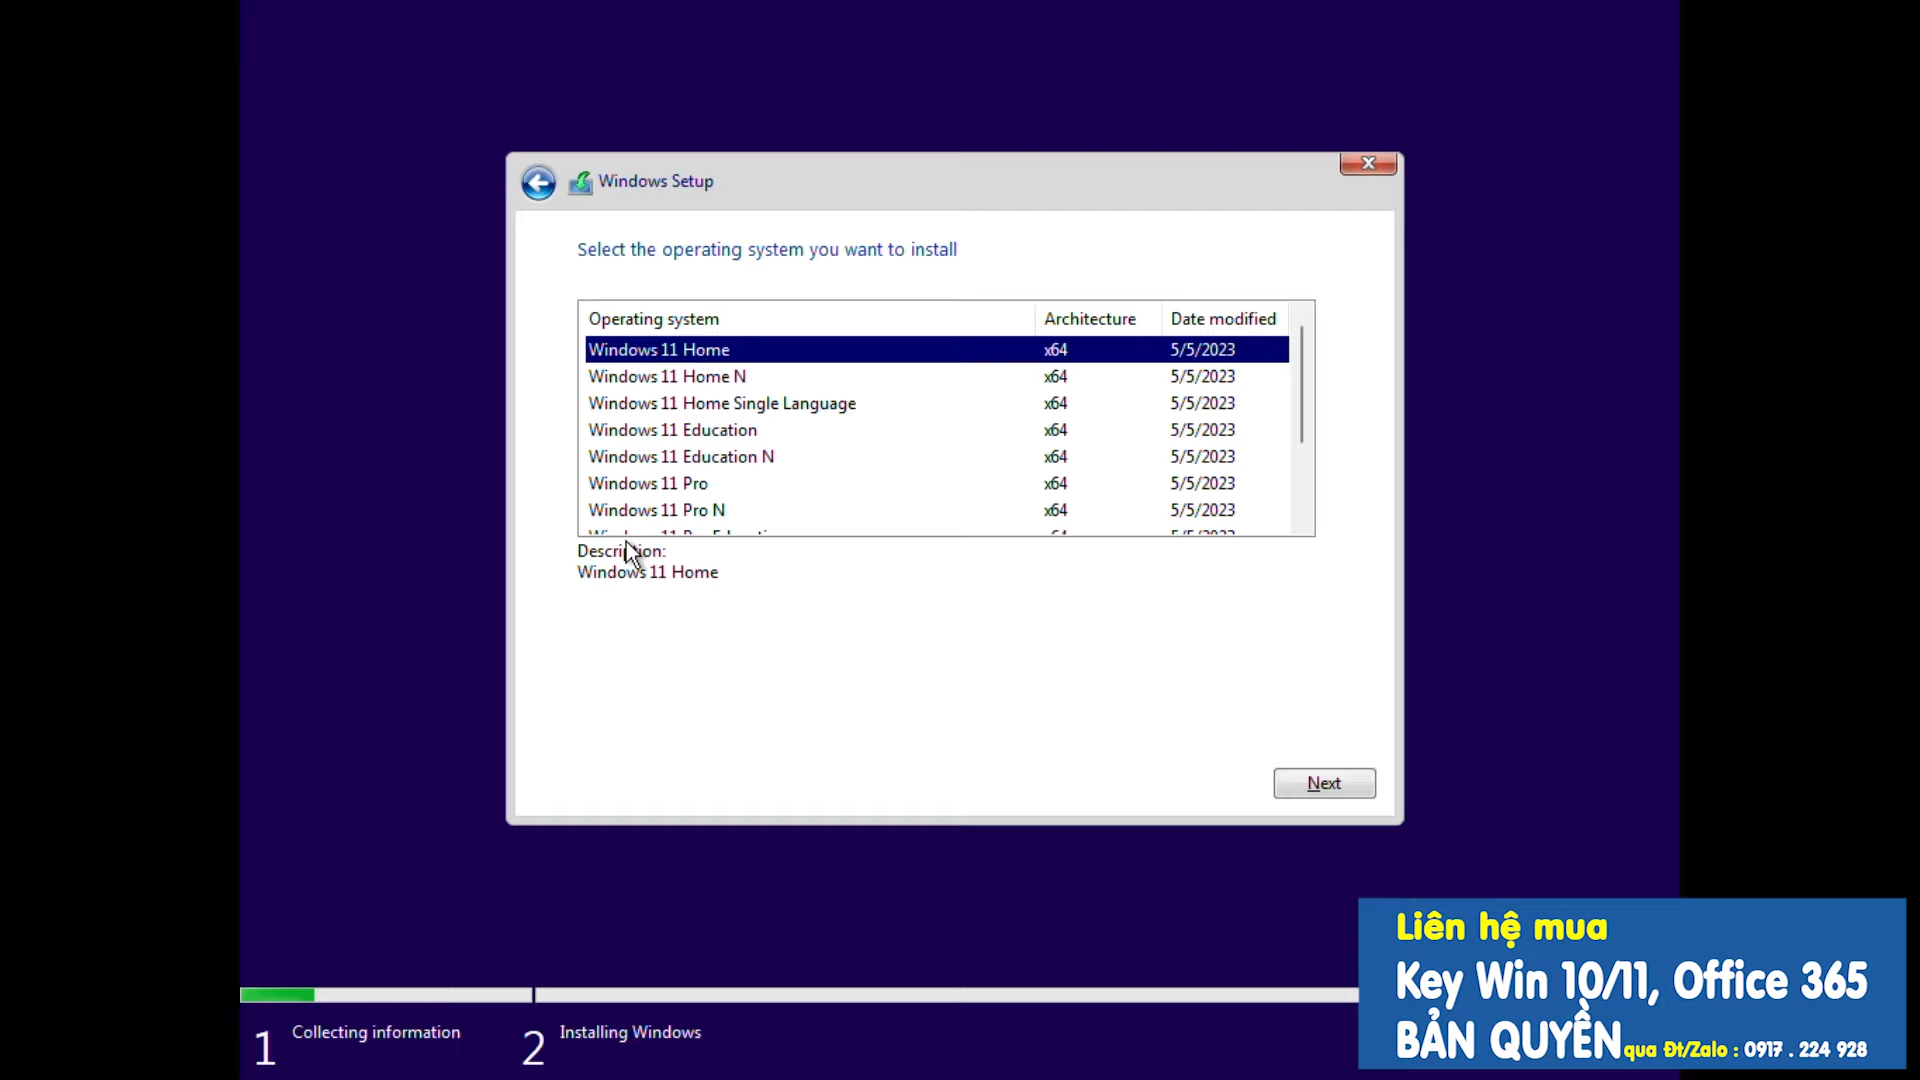 Windows Setup
Select the operating system you want to install
Operating system Architecture Date modified
Windows 11 Home x64 5/5/2023
Windows 11 Home N x64 5/5/2023
Windows 11 Home Single Language x64 5/5/2023
Windows 11 Education x64 5/5/2023
Windows 11 Education N x64 5/5/2023
Windows 11 Pro x64 5/5/2023
Windows 11 Pro N x64 5/5/2023
Description:
Windows 11 Home
Next
Liên hệ mua
Key Win 10/11, Office 365
BẢN QUYỀN qua Đt/Zalo : 0917 . 224 928
1 Collecting information 2 Installing Windows